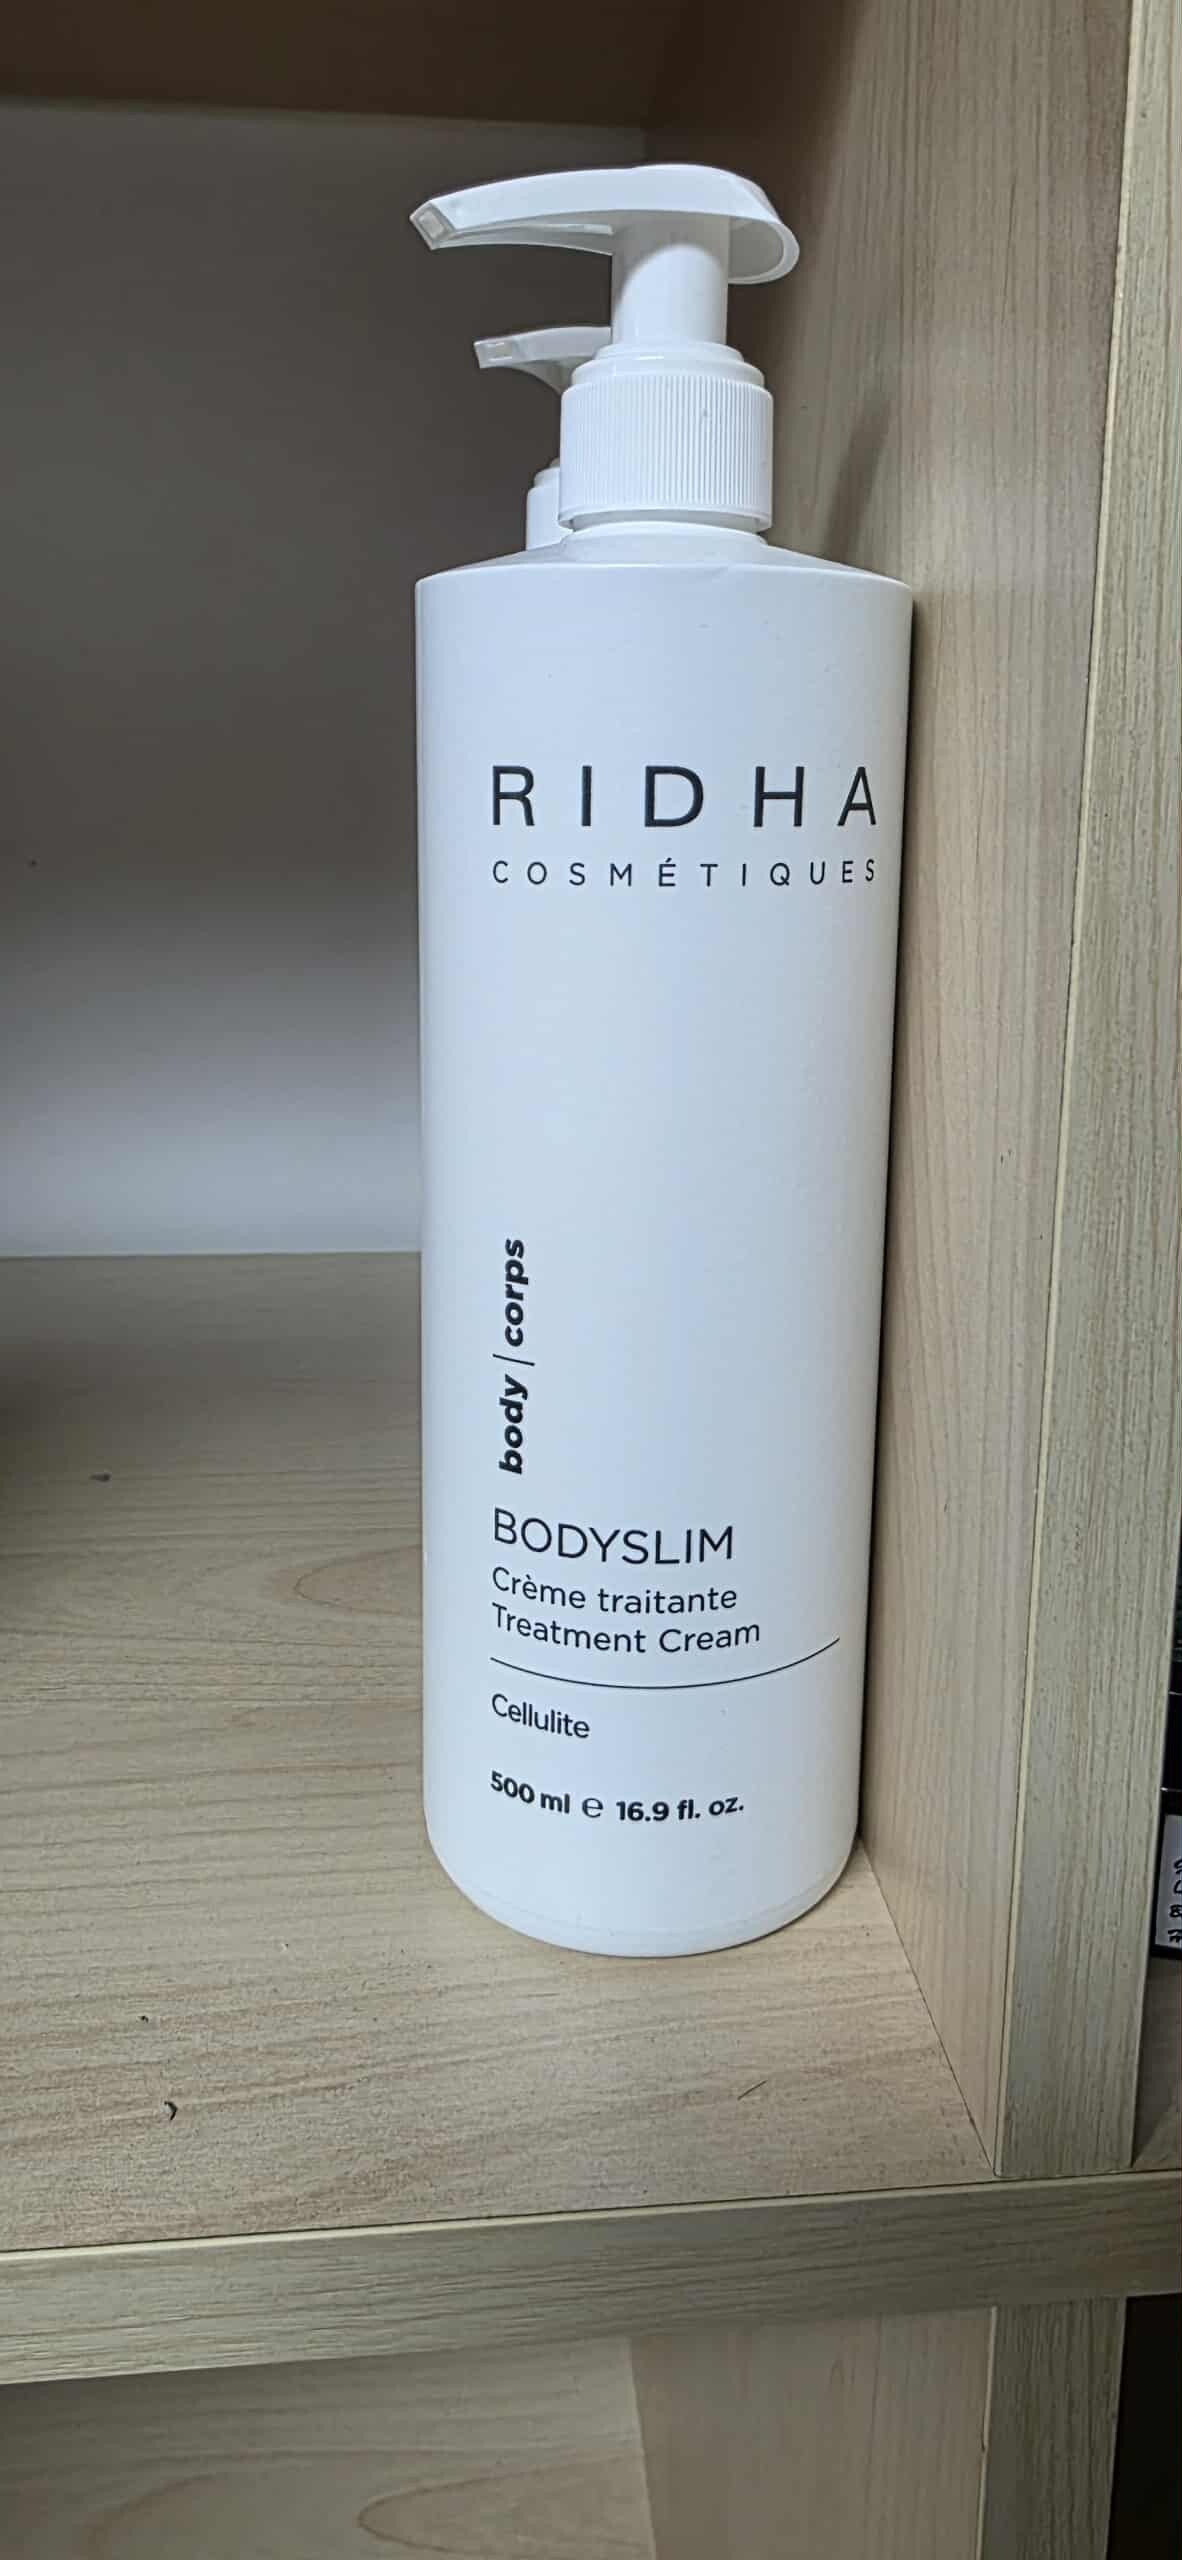 RIDHA
COSMÉTIQUES
body | corps
BODYSLIM
Crème traitante
Treatment Cream
Cellulite
500 ml e 16.9 fl. oz.